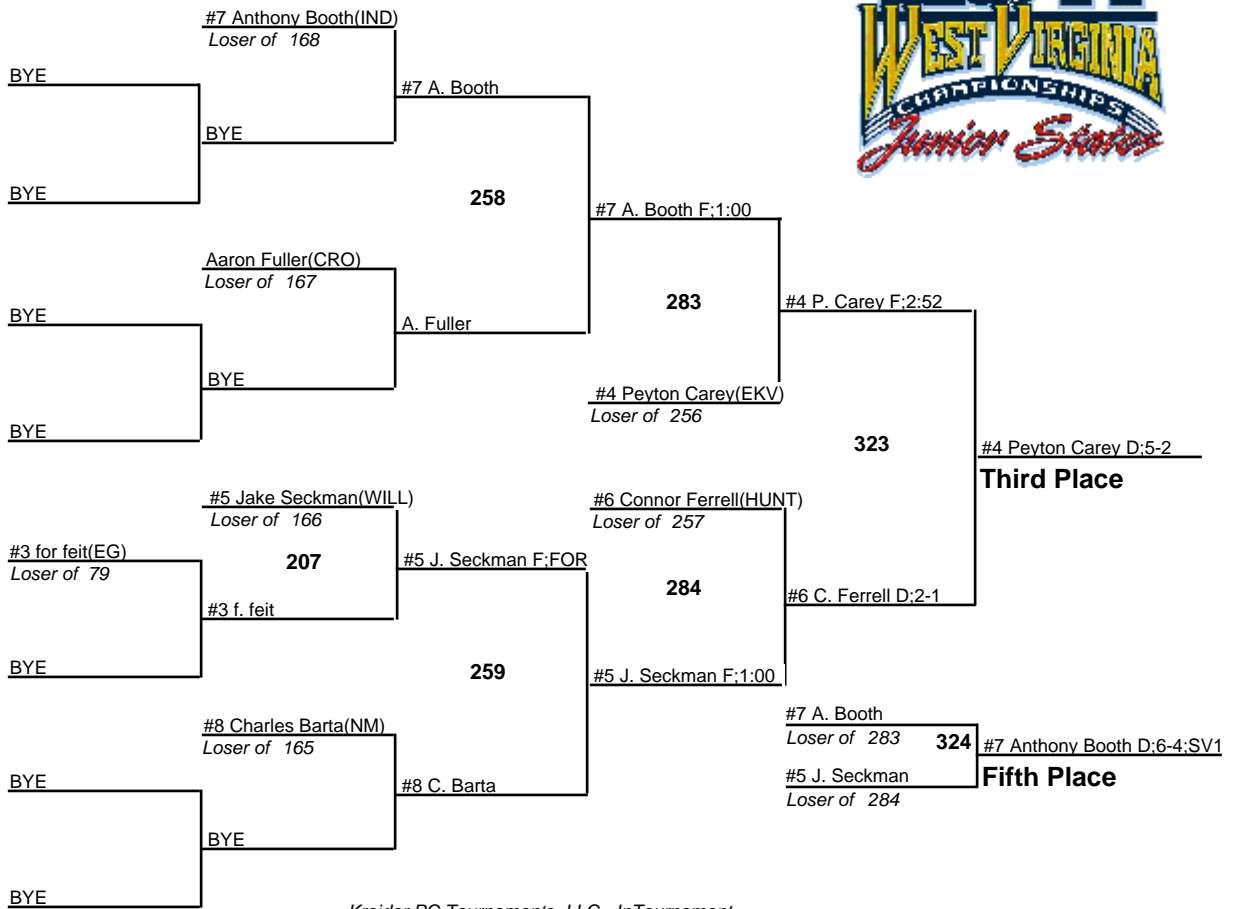 #7 Anthony Booth(IND)
Loser of 168
BYE
#7 A. Booth
BYE
BYE
258
#7 A. Booth F;1:00
Aaron Fuller(CRO)
Loser of 167
BYE
A. Fuller
283
#4 P. Carey F;2:52
BYE
#4 Peyton Carey(EKV)
Loser of 256
BYE
323
#4 Peyton Carey D;5-2
Third Place
#5 Jake Seckman(WILL)
Loser of 166
#6 Connor Ferrell(HUNT)
Loser of 257
#3 for feit(EG)
Loser of 79
207
#5 J. Seckman F;FOR
284
#3 f. feit
#6 C. Ferrell D;2-1
BYE
259
#5 J. Seckman F;1:00
#8 Charles Barta(NM)
Loser of 165
#7 A. Booth
Loser of 283
324
#7 Anthony Booth D;6-4;SV1
Fifth Place
BYE
#8 C. Barta
#5 J. Seckman
Loser of 284
BYE
BYE
WEST VIRGINIA
CHAMPIONSHIPS
Junior States